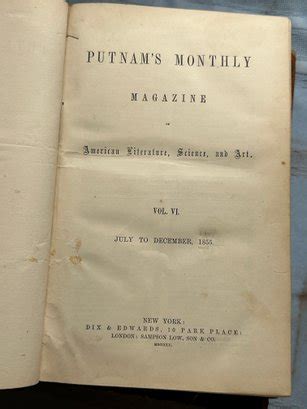 PUTNAM'S MONTHLY
MAGAZINE
OF
American Literature, Science, and Art.
VOL. VI.
JULY TO DECEMBER, 1855.
NEW YORK:
DIX & EDWARDS, 10 PARK PLACE;
LONDON: SAMPSON LOW, SON & CO.